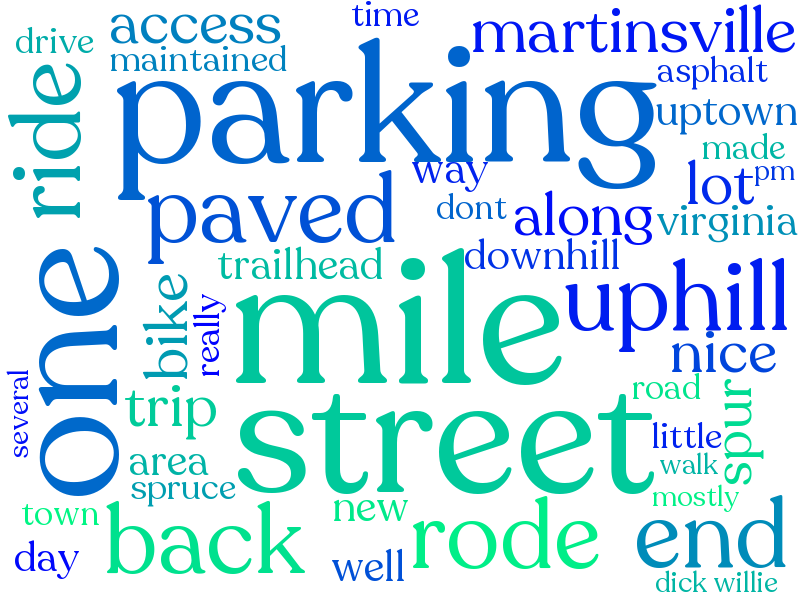 time
access
martinsville
drive
maintained
asphalt
parking
ride
uptown
made
way
lot
pm
paved
dont
along
virginia
downhill
trailhead
one
mile
uphill
bike
really
nice
several
trip
street
road
spur
little
area
walk
spruce
mostly
town
back
new
rode
end
day
well
dick willie